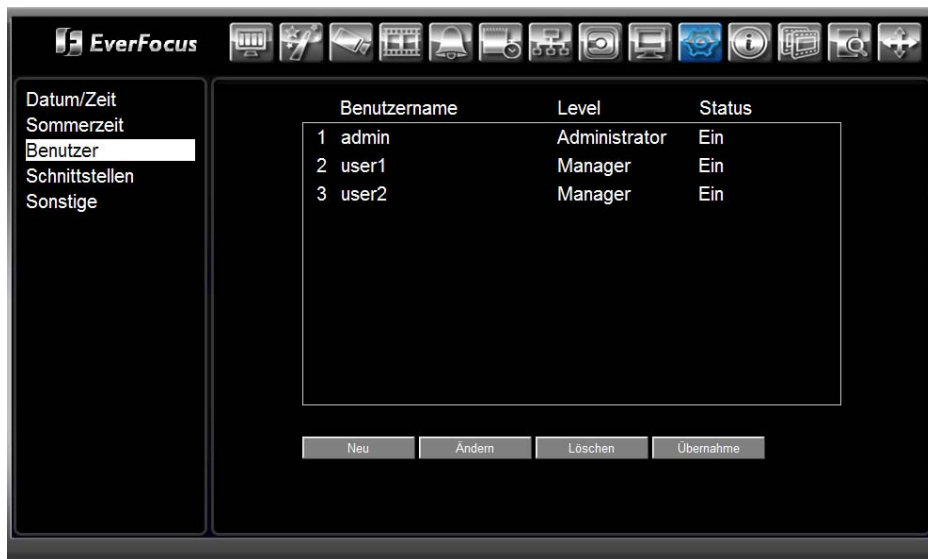 EverFocus
Datum/Zeit
Sommerzeit
Benutzer
Schnittstellen
Sonstige
Benutzername Level Status
1 admin Administrator Ein
2 user1 Manager Ein
3 user2 Manager Ein
Neu Ändern Löschen Übernahme